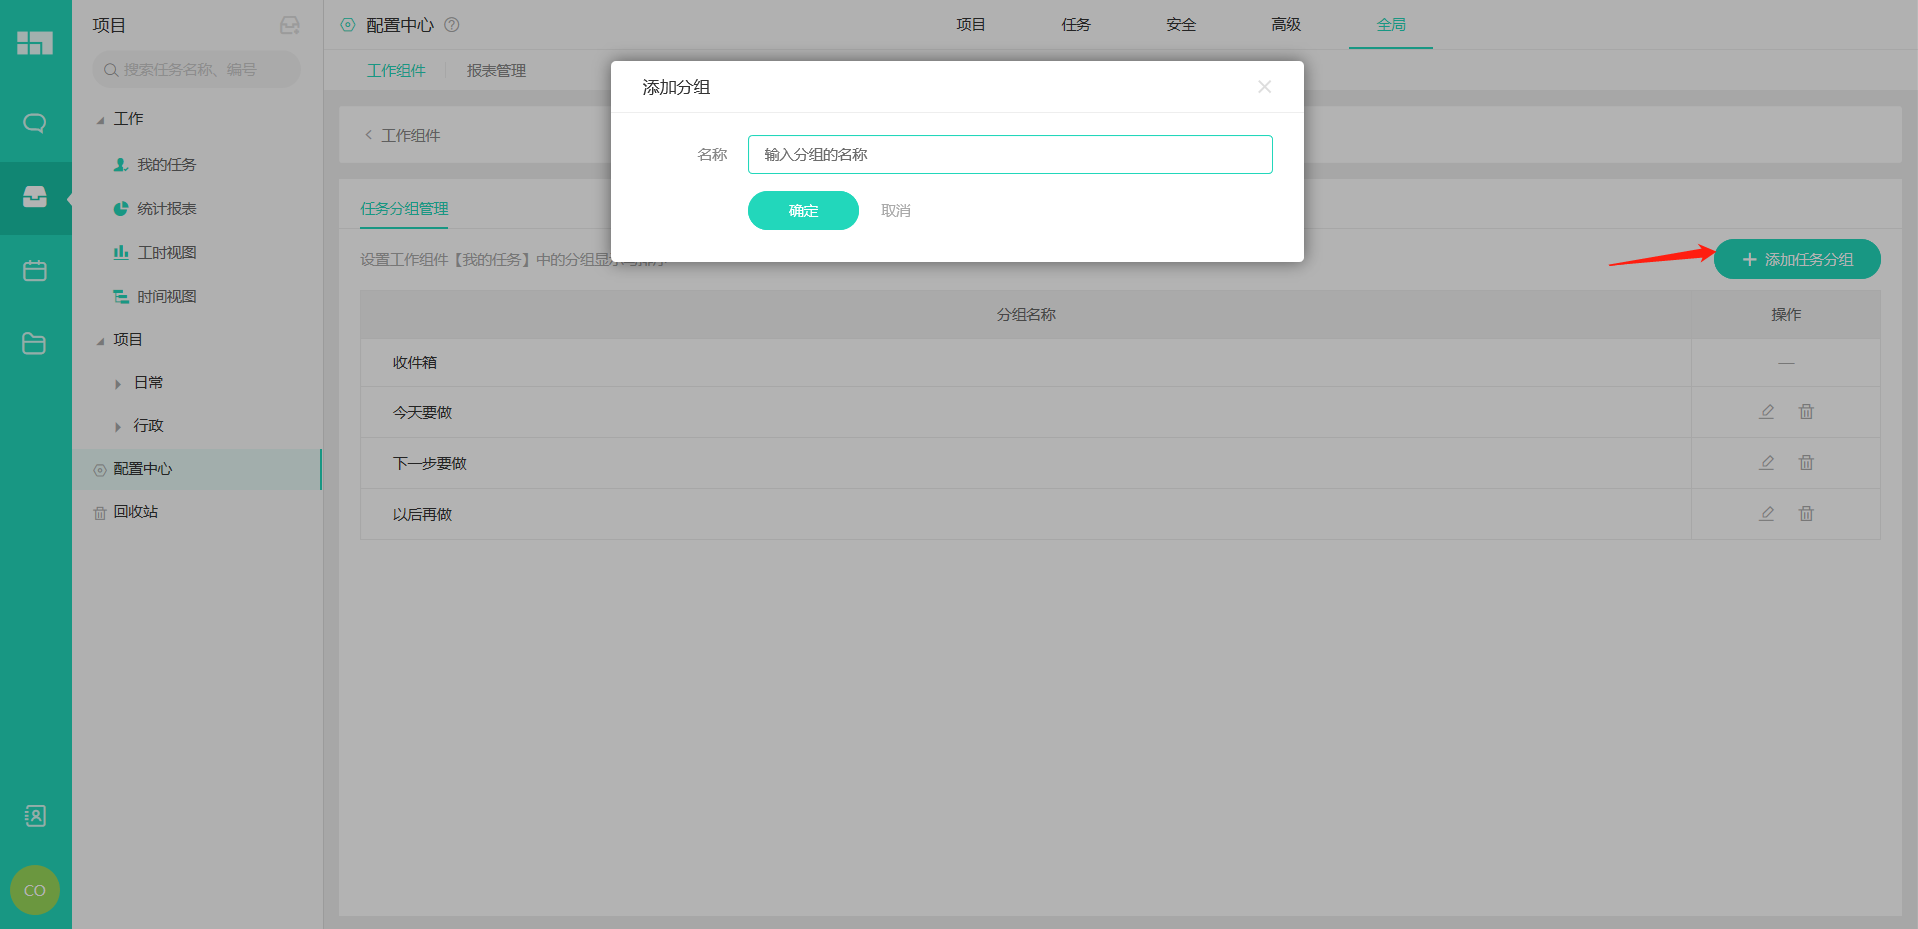 项目
搜索任务名称、编号
工作
我的任务
统计报表
工时视图
时间视图
项目
日常
行政
配置中心
回收站
CO
配置中心
项目
任务
安全
高级
全局
工作组件
报表管理
工作组件
添加分组
名称
输入分组的名称
确定
取消
任务分组管理
设置工作组件【我的任务】中的分组显
添加任务分组
分组名称
操作
收件箱
—
今天要做
下一步要做
以后再做